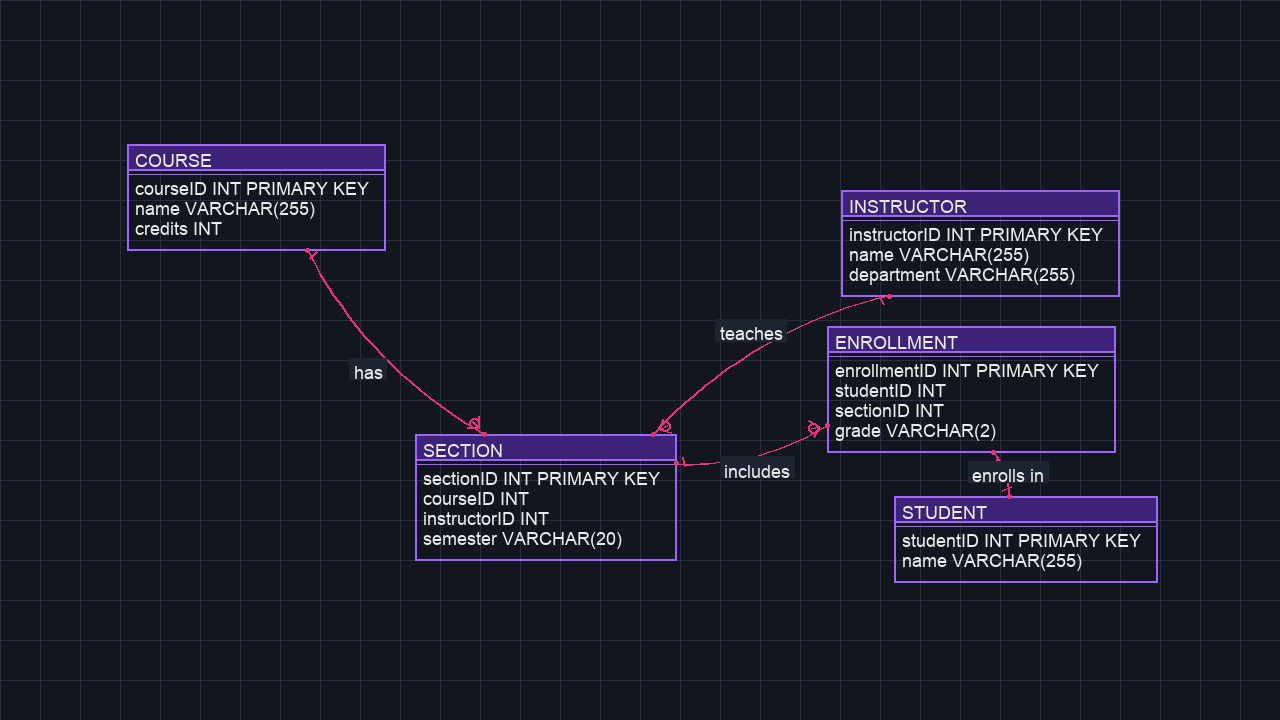 COURSE
courseID INT PRIMARY KEY
name VARCHAR(255)
credits INT
INSTRUCTOR
instructorID INT PRIMARY KEY
name VARCHAR(255)
department VARCHAR(255)
teaches
has
ENROLLMENT
enrollmentID INT PRIMARY KEY
studentID INT
sectionID INT
grade VARCHAR(2)
SECTION
sectionID INT PRIMARY KEY
courseID INT
instructorID INT
semester VARCHAR(20)
includes
enrolls in
STUDENT
studentID INT PRIMARY KEY
name VARCHAR(255)